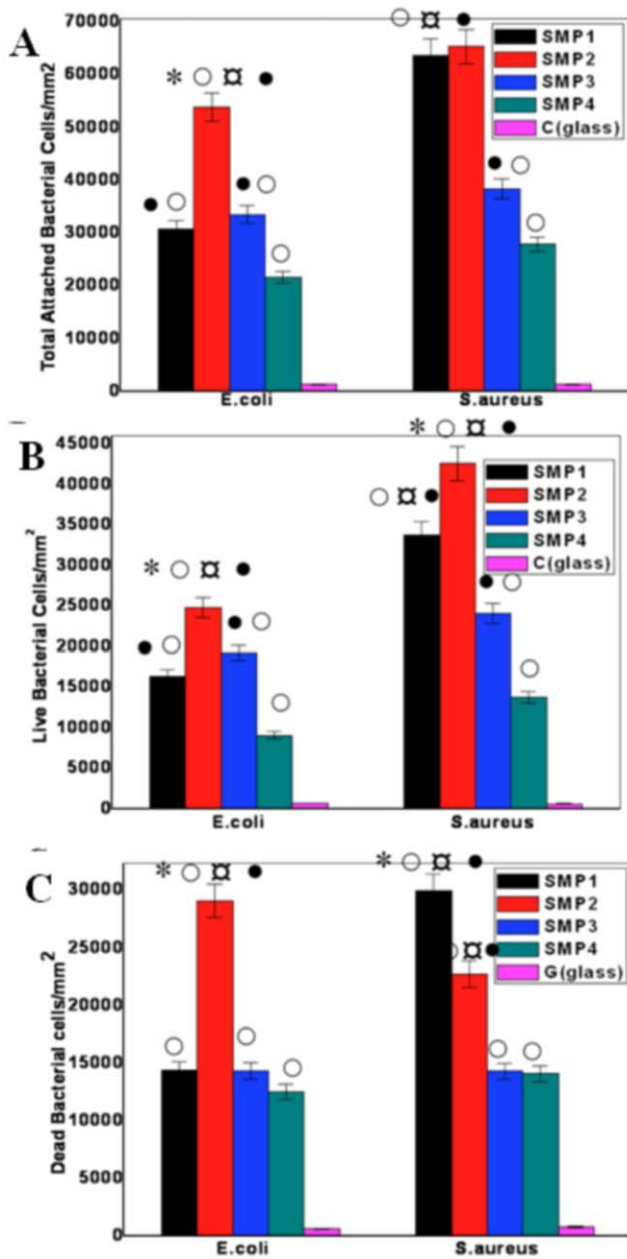 A
70000
60000
50000
40000
30000
20000
10000
0
Total Attached Bacterial Cells/mm2
* ○ ¤ ●
● ○
● ○
○
○ ¤ ●
● ○
○
SMP1
SMP2
SMP3
SMP4
C(glass)
E.coli
S.aureus
B
45000
40000
35000
30000
25000
20000
15000
10000
5000
0
Live Bacterial Cells/mm²
* ○ ¤ ●
● ○
● ○
○
* ○ ¤ ●
○ ¤ ●
● ○
○
SMP1
SMP2
SMP3
SMP4
C(glass)
E.coli
S.aureus
C
30000
25000
20000
15000
10000
5000
0
Dead Bacterial cells/mm²
* ○ ¤ ●
○
○
○
* ○ ¤ ●
○ ¤ ●
○
○
SMP1
SMP2
SMP3
SMP4
G(glass)
E.coli
S.aureus